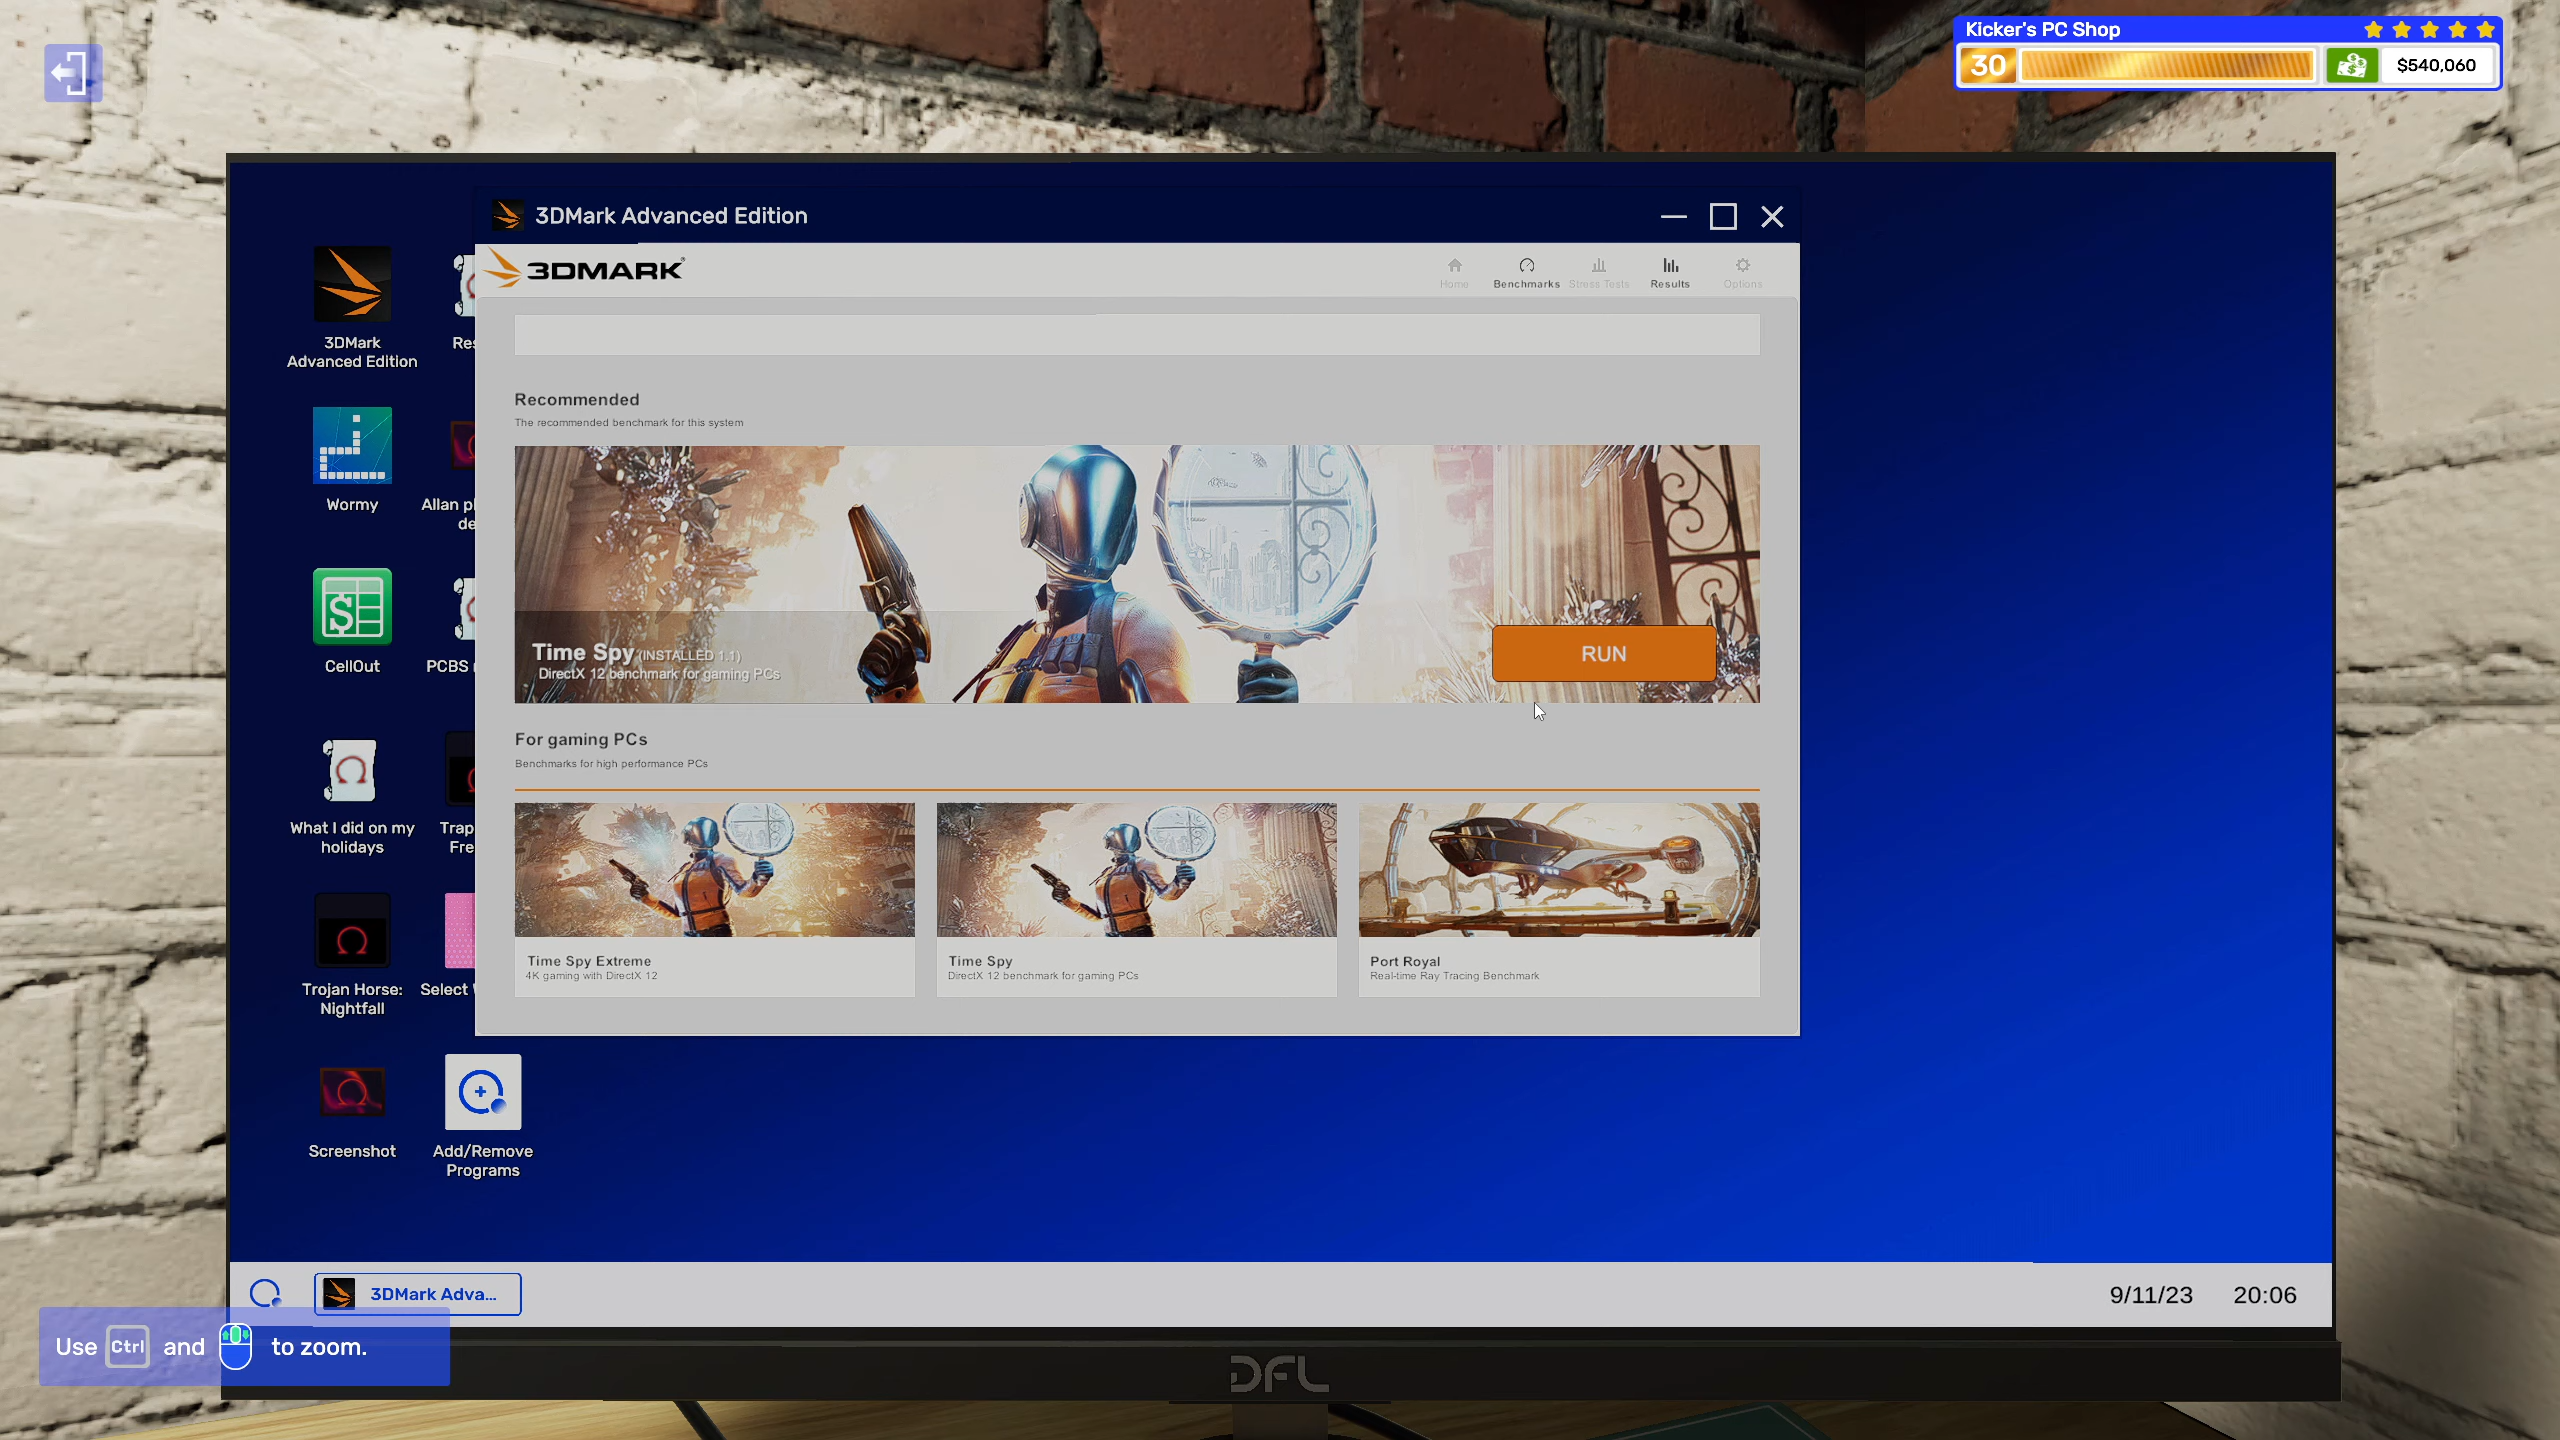 Kicker's PC Shop
30
$540,060
3DMark Advanced Edition
3DMARK
Home
Benchmarks
Stress Tests
Results
Options
Recommended
The recommended benchmark for this system
Time Spy (INSTALLED 1.1)
DirectX 12 benchmark for gaming PCs
RUN
For gaming PCs
Benchmarks for high performance PCs
Time Spy Extreme
4K gaming with DirectX 12
Time Spy
DirectX 12 benchmark for gaming PCs
Port Royal
Real-time Ray Tracing Benchmark
3DMark
Advanced Edition
Res
Wormy
Allan pl
de
CellOut
PCBS
What I did on my
holidays
Trap
Fre
Trojan Horse:
Nightfall
Select
Screenshot
Add/Remove
Programs
3DMark Adva...
9/11/23
20:06
Use Ctrl and to zoom.
DFL